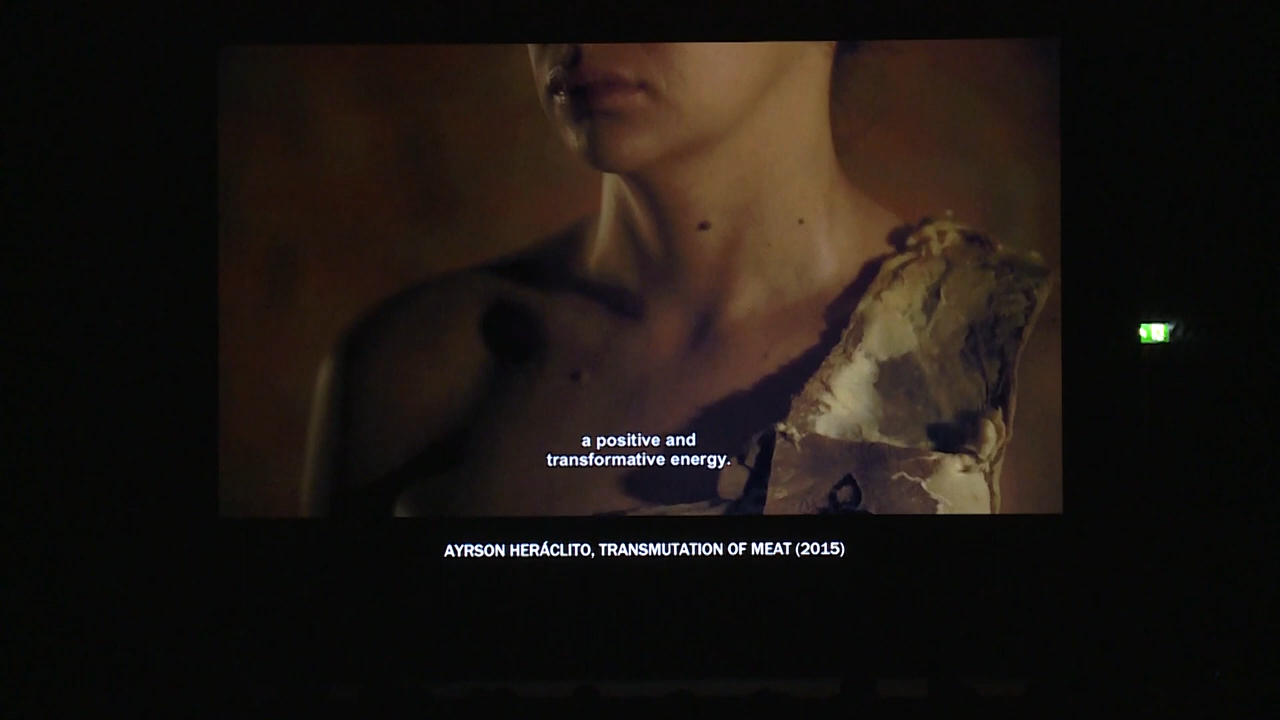 a positive and
transformative energy.
AYRSON HERÁCLITO, TRANSMUTATION OF MEAT (2015)